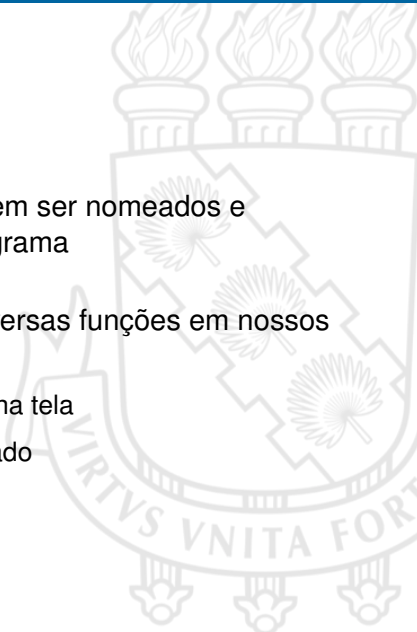 em ser nomeados e
grama
ersas funções em nossos
na tela
ado
VIRTVS VNITA FORT